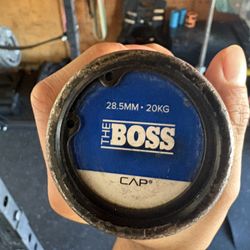 28.5MM • 20KG
THE BOSS
CAP®